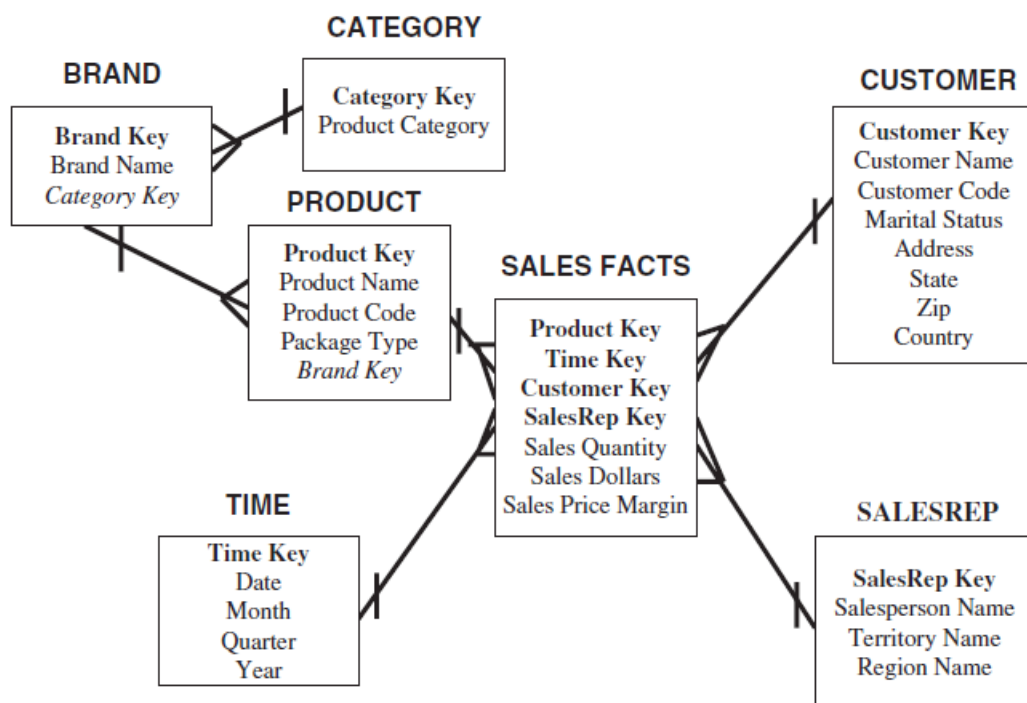 CATEGORY
Category Key
Product Category
BRAND
Brand Key
Brand Name
Category Key
PRODUCT
Product Key
Product Name
Product Code
Package Type
Brand Key
SALES FACTS
Product Key
Time Key
Customer Key
SalesRep Key
Sales Quantity
Sales Dollars
Sales Price Margin
CUSTOMER
Customer Key
Customer Name
Customer Code
Marital Status
Address
State
Zip
Country
TIME
Time Key
Date
Month
Quarter
Year
SALESREP
SalesRep Key
Salesperson Name
Territory Name
Region Name